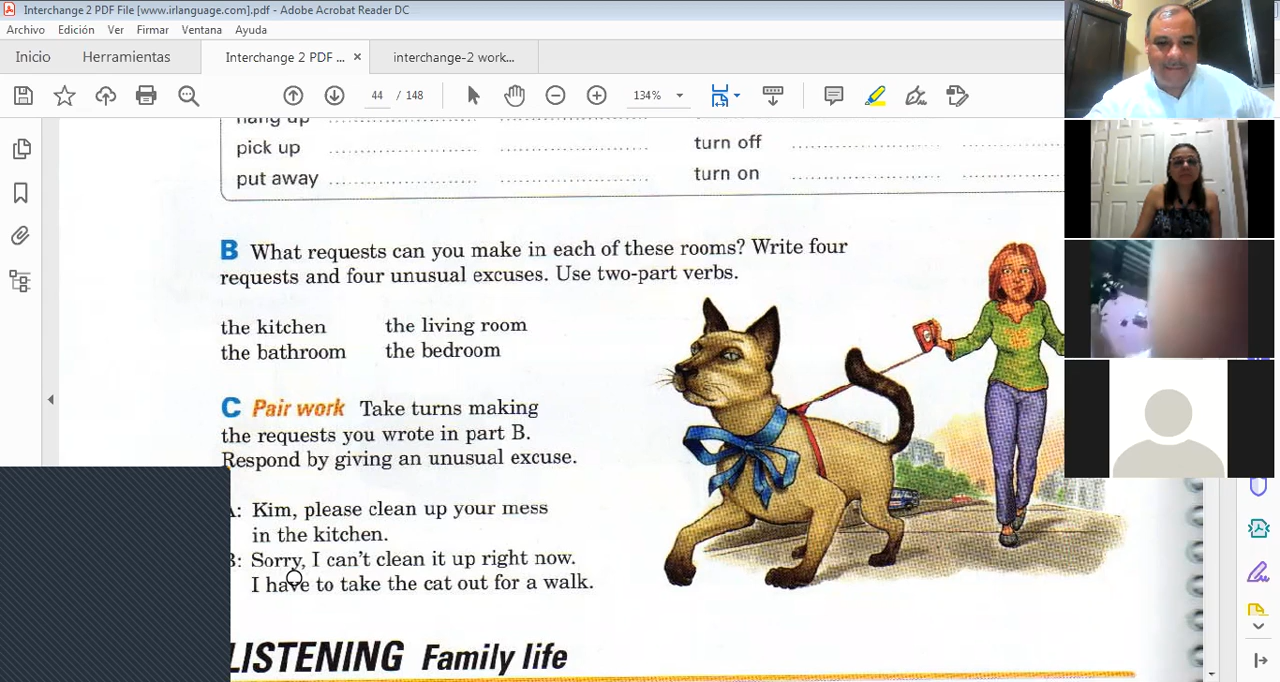 Interchange 2 PDF File [www.irlanguage.com].pdf - Adobe Acrobat Reader DC
Archivo Edición Ver Firmar Ventana Ayuda
Inicio Herramientas Interchange 2 PDF ... × interchange-2 work...
44 / 148 134%
hang up
pick up turn off
put away turn on
B What requests can you make in each of these rooms? Write four
requests and four unusual excuses. Use two-part verbs.
the kitchen the living room
the bathroom the bedroom
C Pair work Take turns making
the requests you wrote in part B.
Respond by giving an unusual excuse.
A: Kim, please clean up your mess
in the kitchen.
B: Sorry, I can't clean it up right now.
I have to take the cat out for a walk.
LISTENING Family life